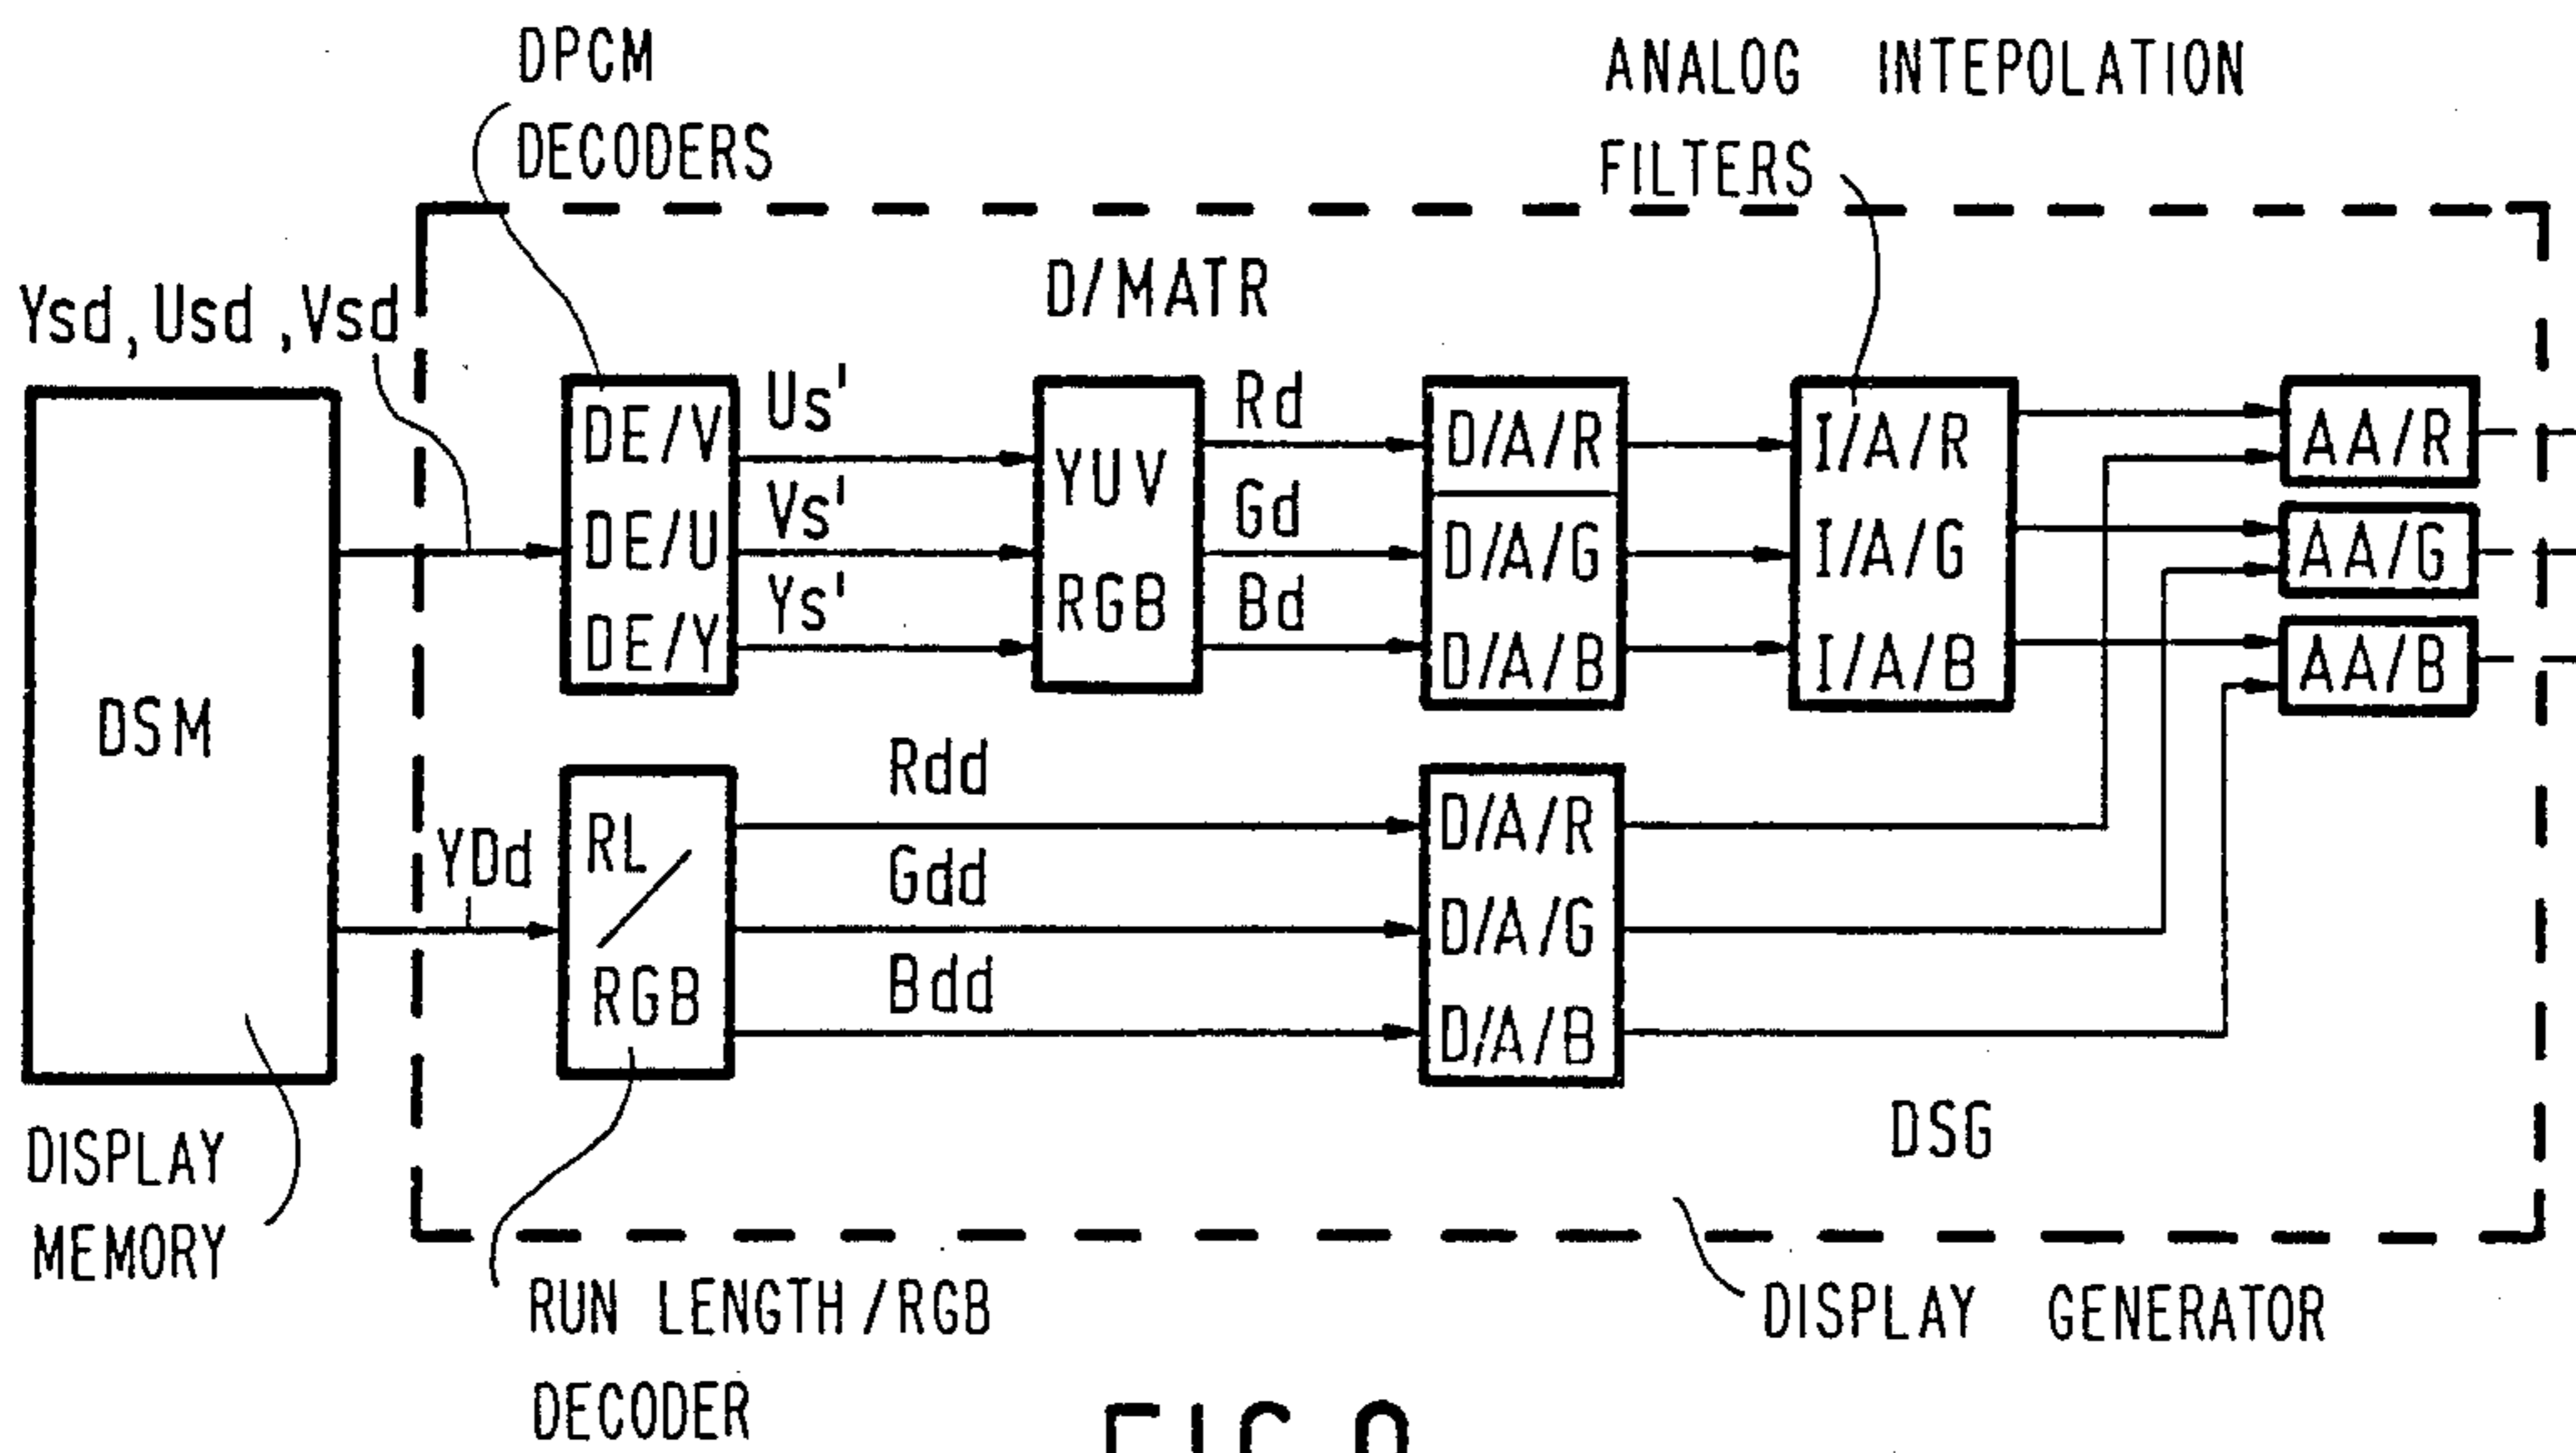 DPCM
DECODERS
ANALOG INTEPOLATION
FILTERS
Ysd, Usd, Vsd
D/MATR
DSM
DISPLAY
MEMORY
DE/V
DE/U
DE/Y
Us'
Vs'
Ys'
YUV
RGB
Rd
Gd
Bd
D/A/R
D/A/G
D/A/B
I/A/R
I/A/G
I/A/B
AA/R
AA/G
AA/B
YDd
RL
/
RGB
Rdd
Gdd
Bdd
D/A/R
D/A/G
D/A/B
DSG
RUN LENGTH/RGB
DECODER
DISPLAY GENERATOR